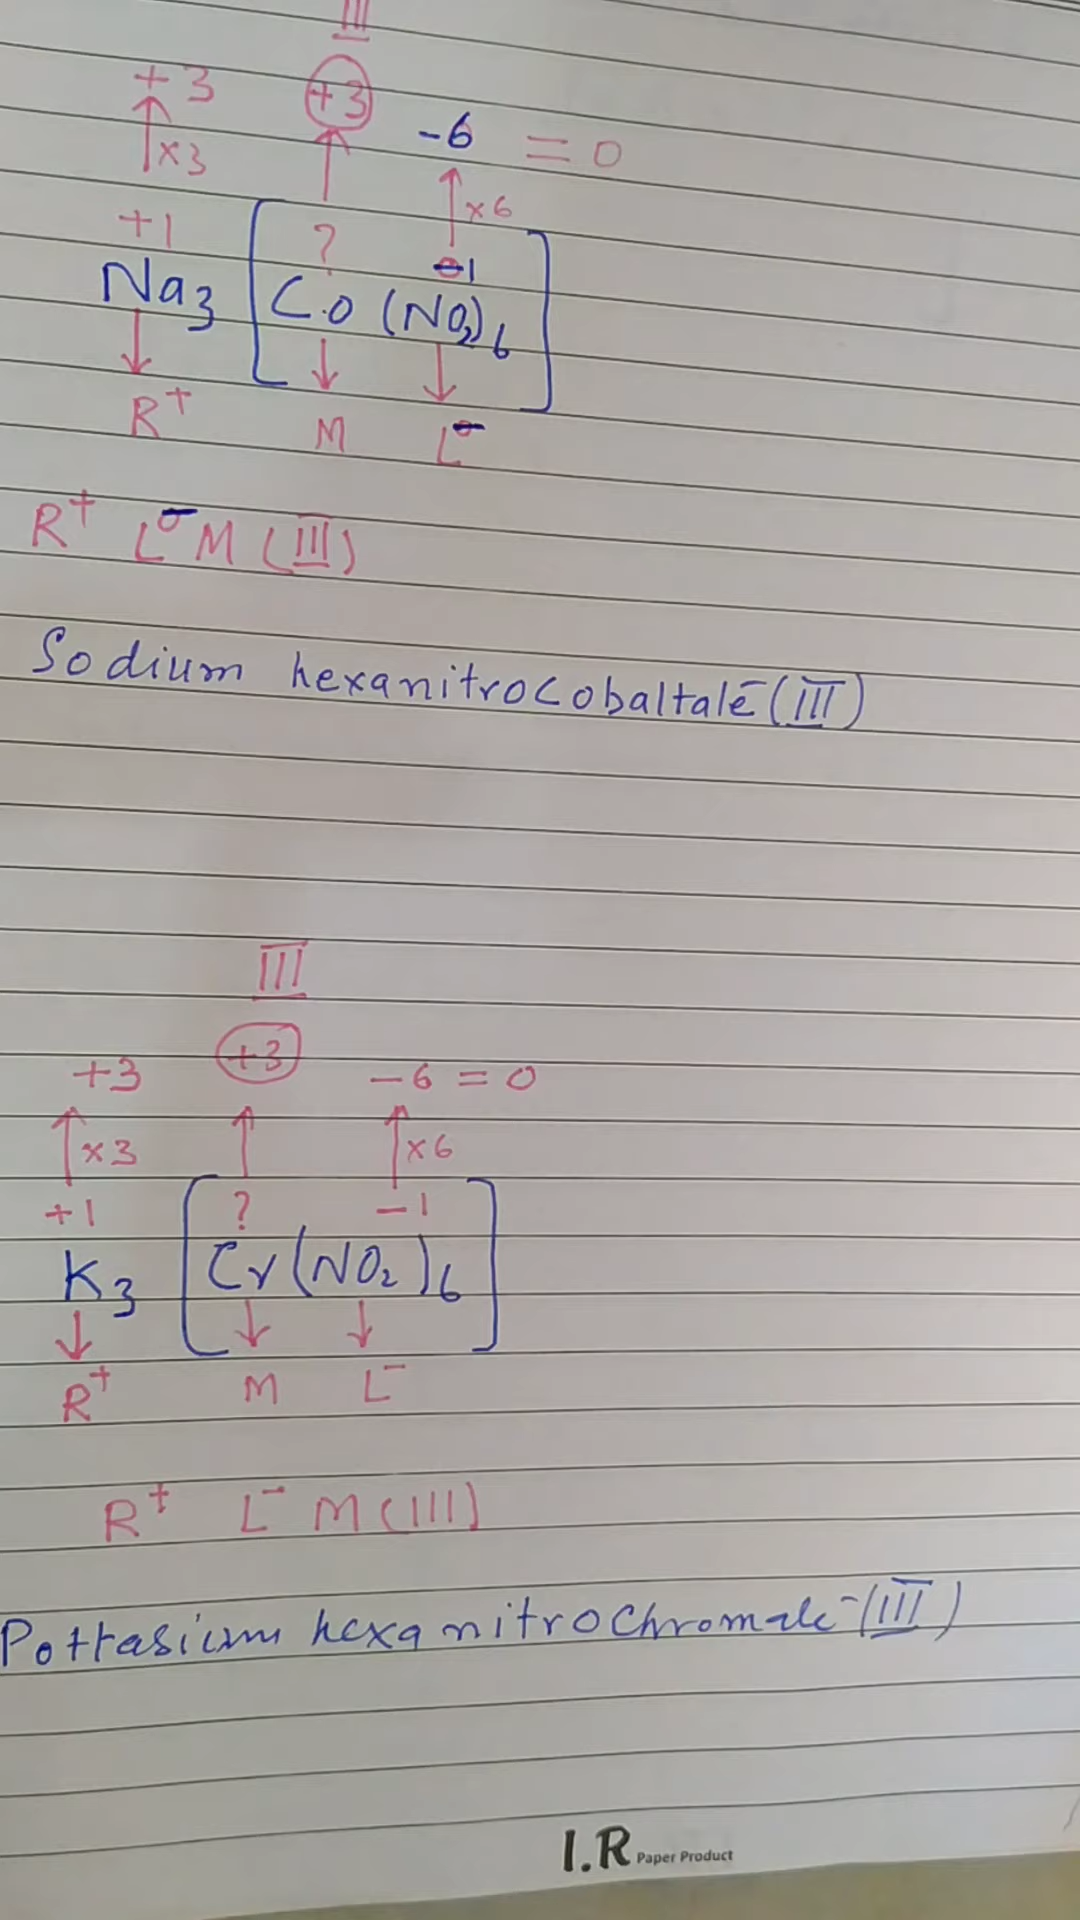 III
+3 +3 -6 = 0
×3 ×6
+1 ? -1
Na3 [Co (NO2)6]
R+ M L-
R+ L- M (III)
Sodium hexanitrocobaltate (III)
III
+3 +3 -6 = 0
×3 ×6
+1 ? -1
K3 [Cr(NO2)6]
R+ M L-
R+ L- M (III)
Pottasium hexanitrochromate-(III)
I.R Paper Product